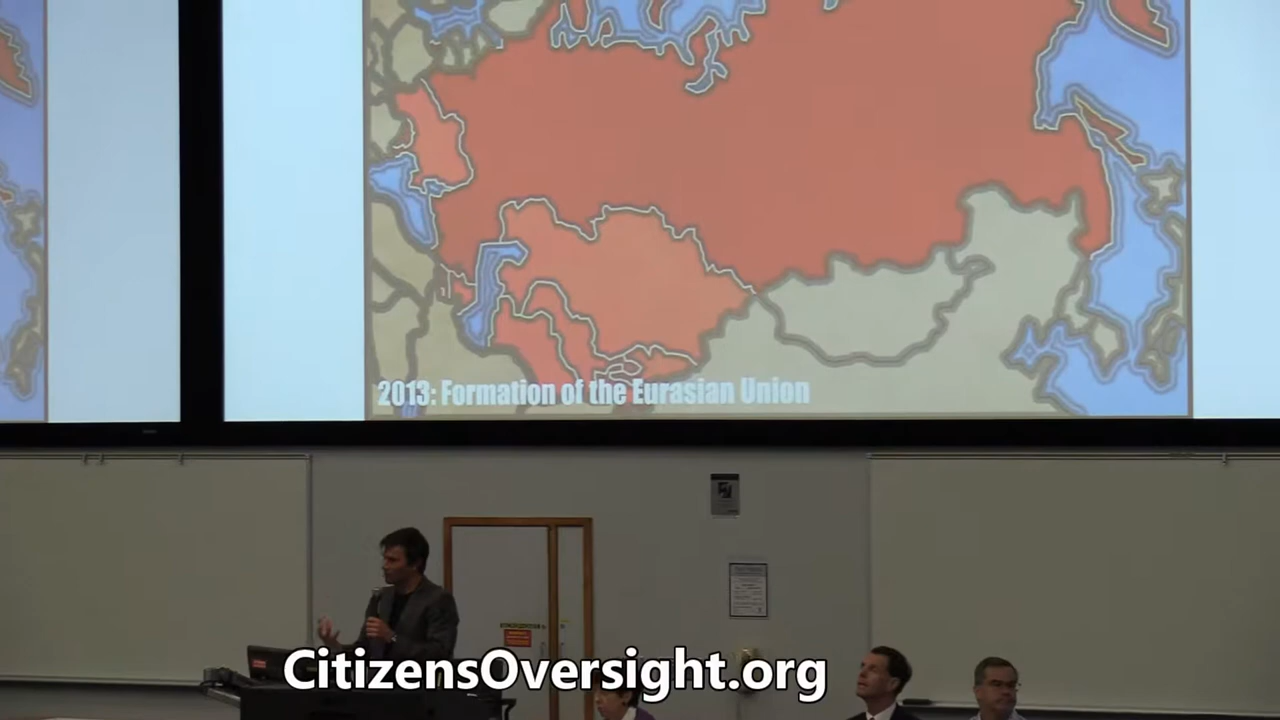 2013: Formation of the Eurasian Union
CitizensOversight.org